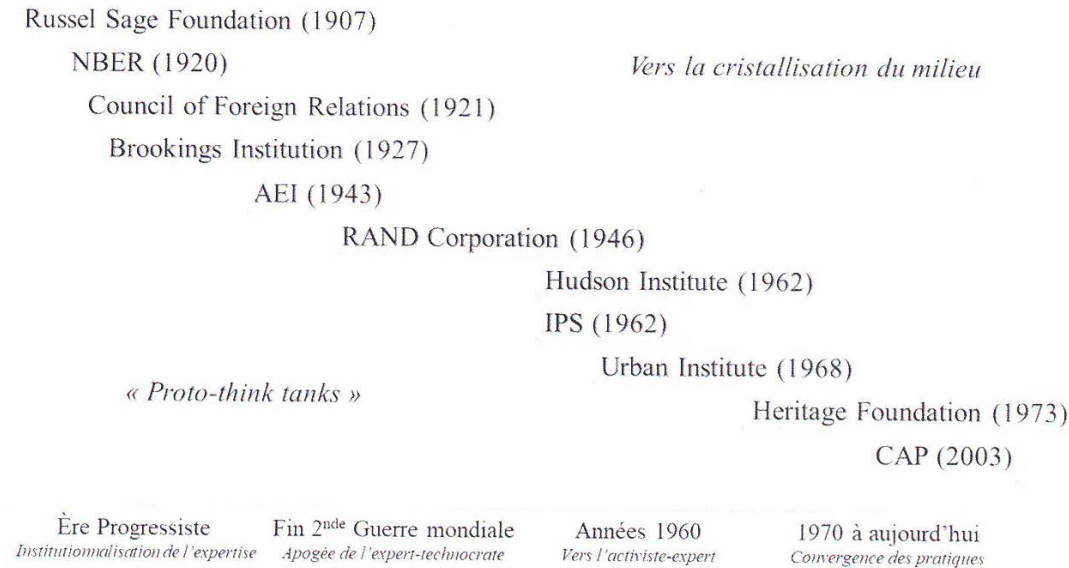 Russel Sage Foundation (1907)
NBER (1920)
Vers la cristallisation du milieu
Council of Foreign Relations (1921)
Brookings Institution (1927)
AEI (1943)
RAND Corporation (1946)
Hudson Institute (1962)
IPS (1962)
Urban Institute (1968)
« Proto-think tanks »
Heritage Foundation (1973)
CAP (2003)
Ère Progressiste
Institutionnalisation de l'expertise
Fin 2nde Guerre mondiale
Apogée de l'expert-technocrate
Années 1960
Vers l'activiste-expert
1970 à aujourd'hui
Convergence des pratiques